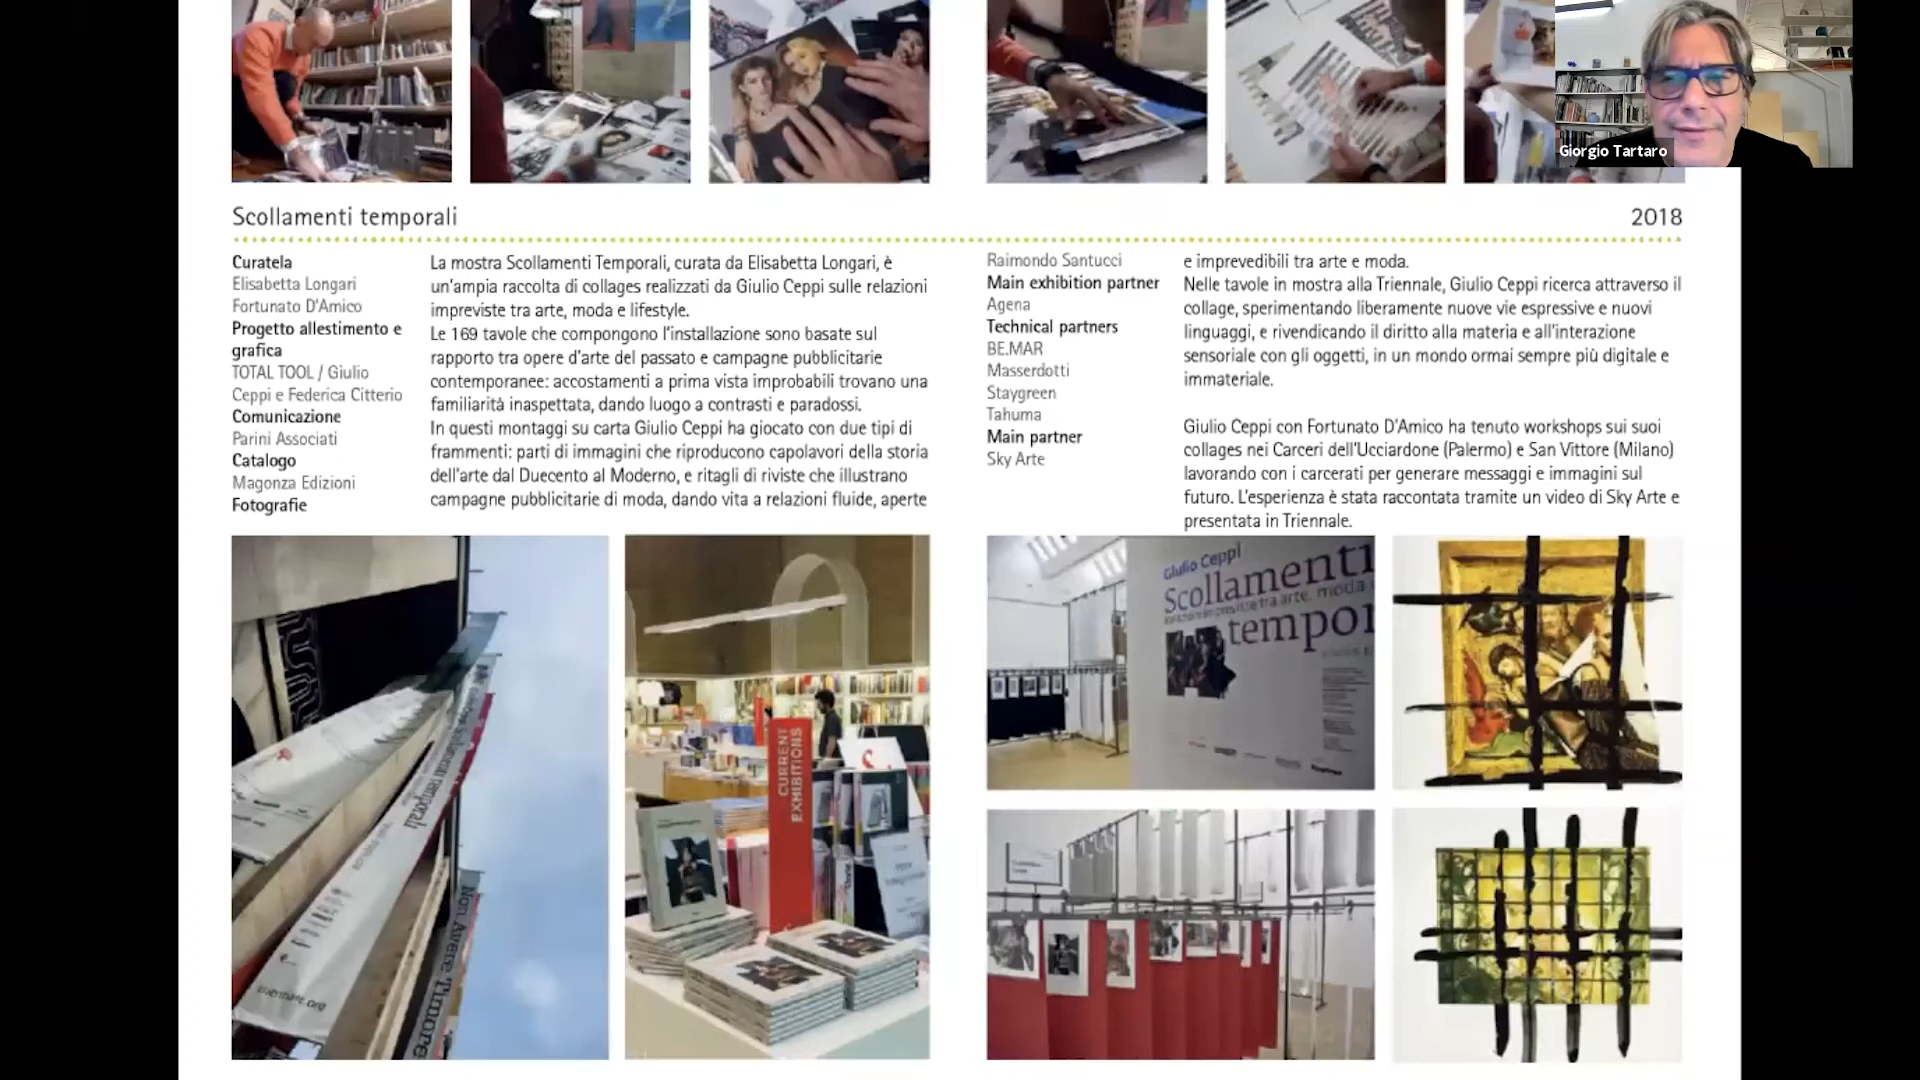 Giorgio Tartaro
Scollamenti temporali
2018
Curatela
Elisabetta Longari
Fortunato D'Amico
Progetto allestimento e
grafica
TOTAL TOOL / Giulio
Ceppi e Federica Citterio
Comunicazione
Parini Associati
Catalogo
Magonza Edizioni
Fotografie
La mostra Scollamenti Temporali, curata da Elisabetta Longari, è
un'ampia raccolta di collages realizzati da Giulio Ceppi sulle relazioni
impreviste tra arte, moda e lifestyle.
Le 169 tavole che compongono l'installazione sono basate sul
rapporto tra opere d'arte del passato e campagne pubblicitarie
contemporanee: accostamenti a prima vista improbabili trovano una
familiarità inaspettata, dando luogo a contrasti e paradossi.
In questi montaggi su carta Giulio Ceppi ha giocato con due tipi di
frammenti: parti di immagini che riproducono capolavori della storia
dell'arte dal Duecento al Moderno, e ritagli di riviste che illustrano
campagne pubblicitarie di moda, dando vita a relazioni fluide, aperte
Raimondo Santucci
Main exhibition partner
Agena
Technical partners
BE.MAR
Masserdotti
Staygreen
Tahuma
Main partner
Sky Arte
e imprevedibili tra arte e moda.
Nelle tavole in mostra alla Triennale, Giulio Ceppi ricerca attraverso il
collage, sperimentando liberamente nuove vie espressive e nuovi
linguaggi, e rivendicando il diritto alla materia e all'interazione
sensoriale con gli oggetti, in un mondo ormai sempre più digitale e
immateriale.
Giulio Ceppi con Fortunato D'Amico ha tenuto workshops sui suoi
collages nei Carceri dell'Ucciardone (Palermo) e San Vittore (Milano)
lavorando con i carcerati per generare messaggi e immagini sul
futuro. L'esperienza è stata raccontata tramite un video di Sky Arte e
presentata in Triennale.
temporali
Non Avere Timore
CURRENT
EXHIBITIONS
Giulio Ceppi
Scollamenti
tra arte, moda
tempor